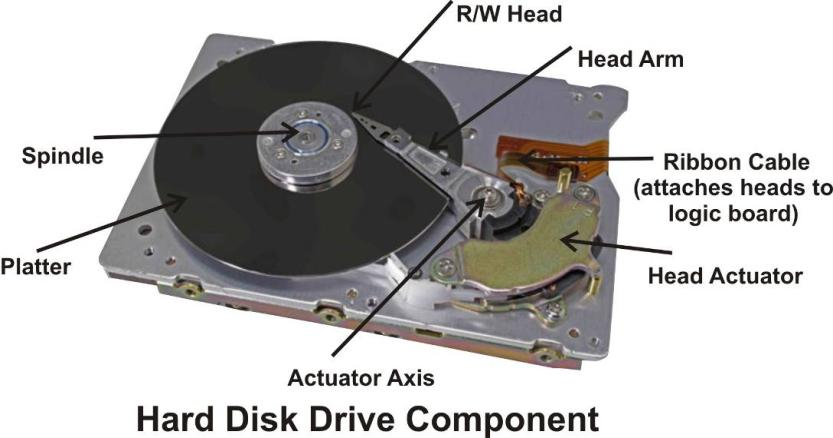 R/W Head
Head Arm
Spindle
Ribbon Cable
(attaches heads to
logic board)
Platter
Head Actuator
Actuator Axis
Hard Disk Drive Component